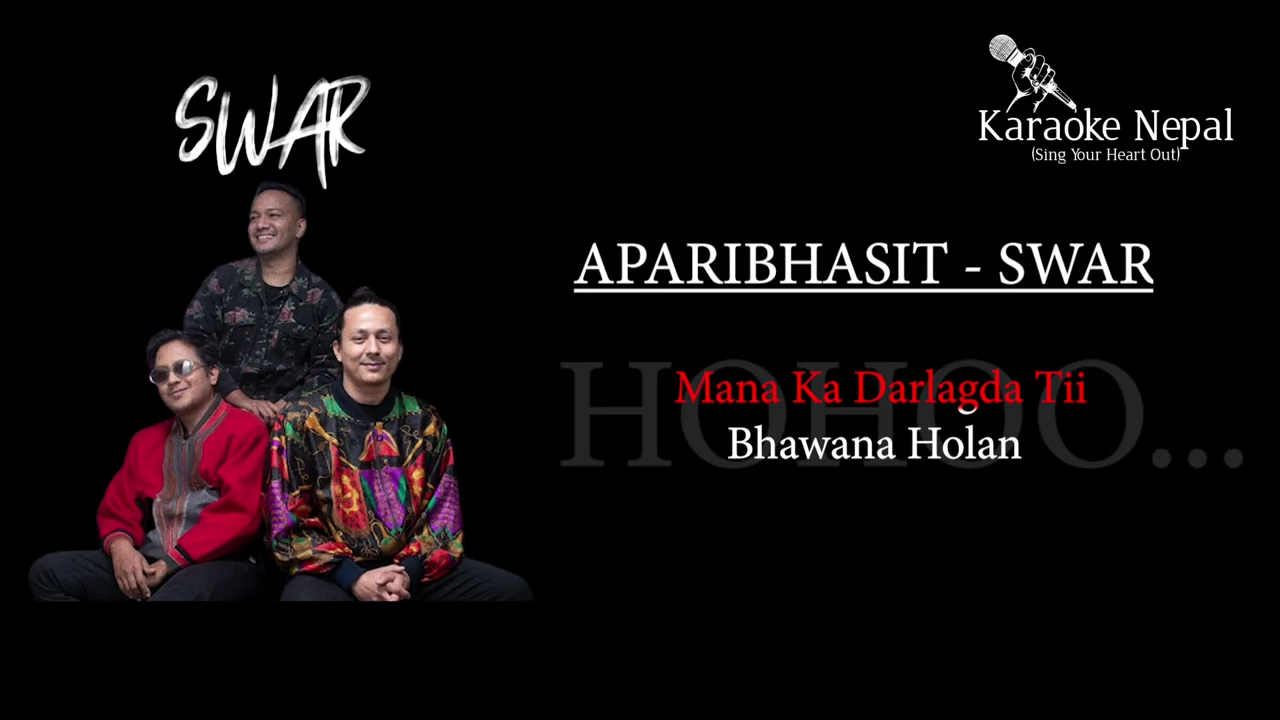 SWAR
Karaoke Nepal
(Sing Your Heart Out)
APARIBHASIT - SWAR
HOHOO...
Mana Ka Darlagda Tii
Bhawana Holan